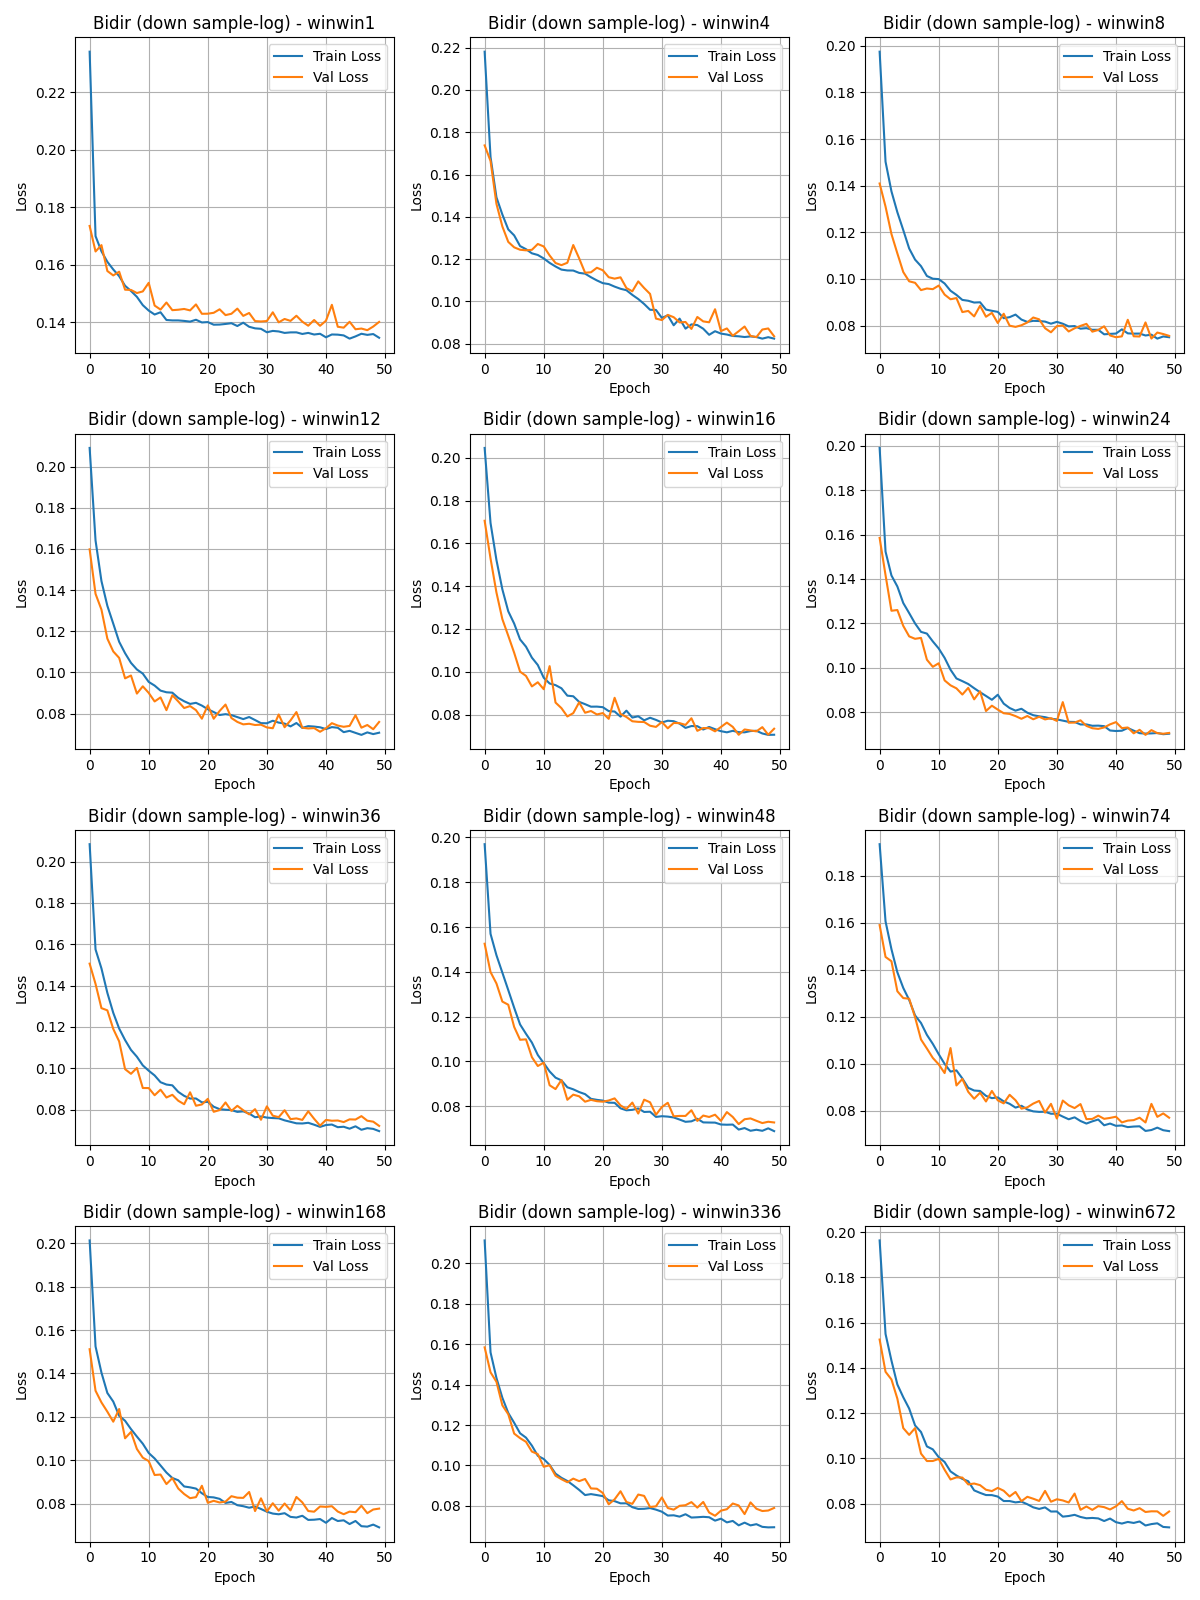 Bidir (down sample-log) - winwin1
Train Loss
Val Loss
0.22
0.20
0.18
0.16
0.14
Loss
0 10 20 30 40 50
Epoch
Bidir (down sample-log) - winwin4
Train Loss
Val Loss
0.22
0.20
0.18
0.16
0.14
0.12
0.10
0.08
Loss
0 10 20 30 40 50
Epoch
Bidir (down sample-log) - winwin8
Train Loss
Val Loss
0.20
0.18
0.16
0.14
0.12
0.10
0.08
Loss
0 10 20 30 40 50
Epoch
Bidir (down sample-log) - winwin12
Train Loss
Val Loss
0.20
0.18
0.16
0.14
0.12
0.10
0.08
Loss
0 10 20 30 40 50
Epoch
Bidir (down sample-log) - winwin16
Train Loss
Val Loss
0.20
0.18
0.16
0.14
0.12
0.10
0.08
Loss
0 10 20 30 40 50
Epoch
Bidir (down sample-log) - winwin24
Train Loss
Val Loss
0.20
0.18
0.16
0.14
0.12
0.10
0.08
Loss
0 10 20 30 40 50
Epoch
Bidir (down sample-log) - winwin36
Train Loss
Val Loss
0.20
0.18
0.16
0.14
0.12
0.10
0.08
Loss
0 10 20 30 40 50
Epoch
Bidir (down sample-log) - winwin48
Train Loss
Val Loss
0.20
0.18
0.16
0.14
0.12
0.10
0.08
Loss
0 10 20 30 40 50
Epoch
Bidir (down sample-log) - winwin74
Train Loss
Val Loss
0.18
0.16
0.14
0.12
0.10
0.08
Loss
0 10 20 30 40 50
Epoch
Bidir (down sample-log) - winwin168
Train Loss
Val Loss
0.20
0.18
0.16
0.14
0.12
0.10
0.08
Loss
0 10 20 30 40 50
Epoch
Bidir (down sample-log) - winwin336
Train Loss
Val Loss
0.20
0.18
0.16
0.14
0.12
0.10
0.08
Loss
0 10 20 30 40 50
Epoch
Bidir (down sample-log) - winwin672
Train Loss
Val Loss
0.20
0.18
0.16
0.14
0.12
0.10
0.08
Loss
0 10 20 30 40 50
Epoch